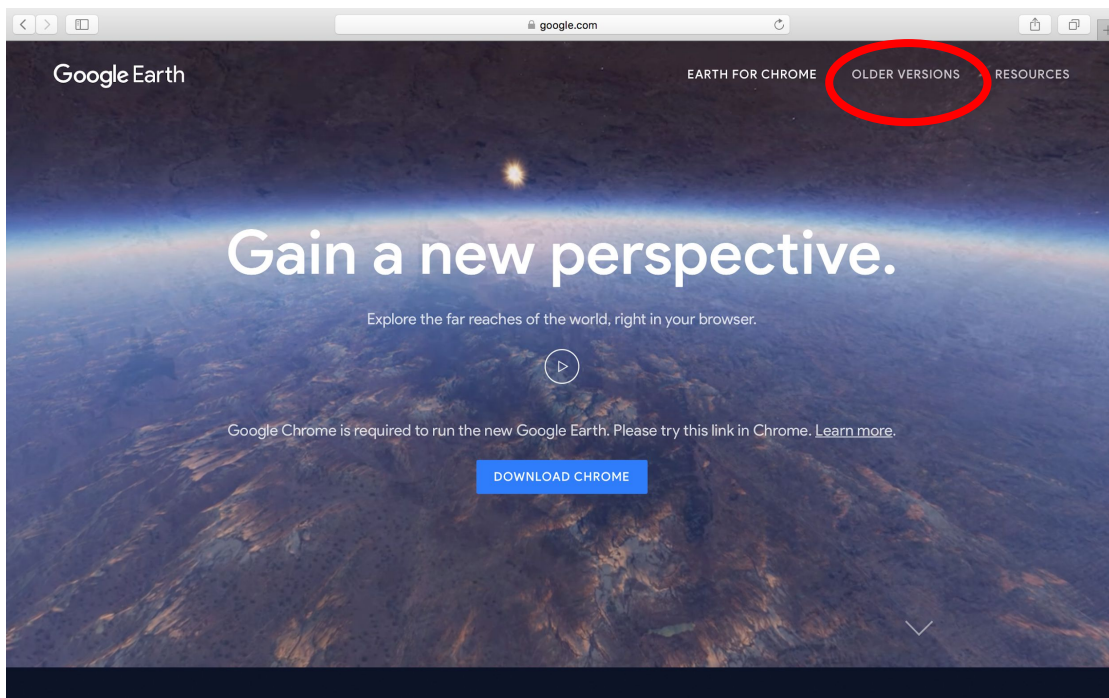 google.com
Google Earth
EARTH FOR CHROME OLDER VERSIONS RESOURCES
Gain a new perspective.
Explore the far reaches of the world, right in your browser.
Google Chrome is required to run the new Google Earth. Please try this link in Chrome. Learn more.
DOWNLOAD CHROME